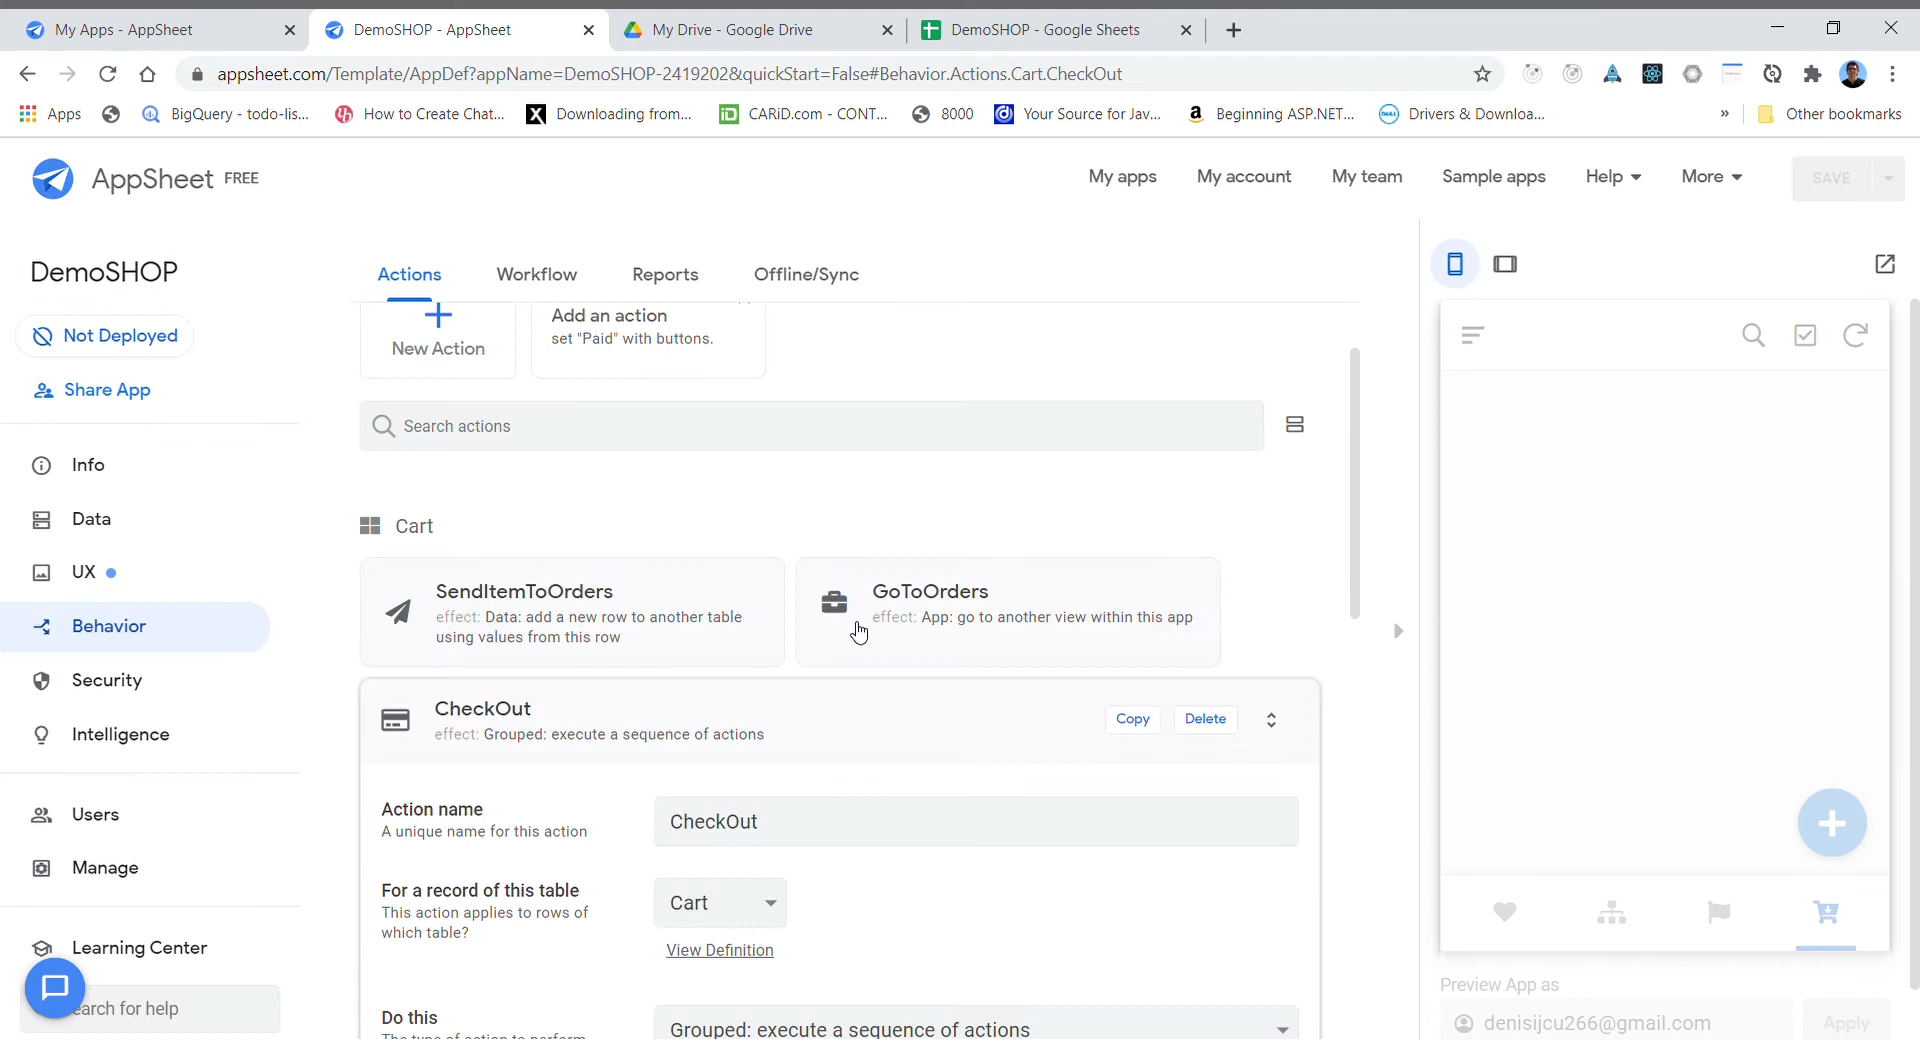 My Apps - AppSheet
DemoSHOP - AppSheet
My Drive - Google Drive
DemoSHOP - Google Sheets
appsheet.com/Template/AppDef?appName=DemoSHOP-2419202&quickStart=False#Behavior.Actions.Cart.CheckOut
Apps
BigQuery - todo-lis...
How to Create Chat...
Downloading from...
CARiD.com - CONT...
8000
Your Source for Jav...
Beginning ASP.NET...
Drivers & Downloa...
»
Other bookmarks
AppSheet FREE
My apps
My account
My team
Sample apps
Help
More
SAVE
DemoSHOP
Not Deployed
Share App
Info
Data
UX
Behavior
Security
Intelligence
Users
Manage
Learning Center
earch for help
Actions
Workflow
Reports
Offline/Sync
New Action
Add an action
set "Paid" with buttons.
Search actions
Cart
SendItemToOrders
effect: Data: add a new row to another table
using values from this row
GoToOrders
effect: App: go to another view within this app
CheckOut
effect: Grouped: execute a sequence of actions
Copy
Delete
Action name
A unique name for this action
CheckOut
For a record of this table
This action applies to rows of
which table?
Cart
View Definition
Do this
The type of action to perform
Grouped: execute a sequence of actions
Preview App as
denisijcu266@gmail.com
Apply